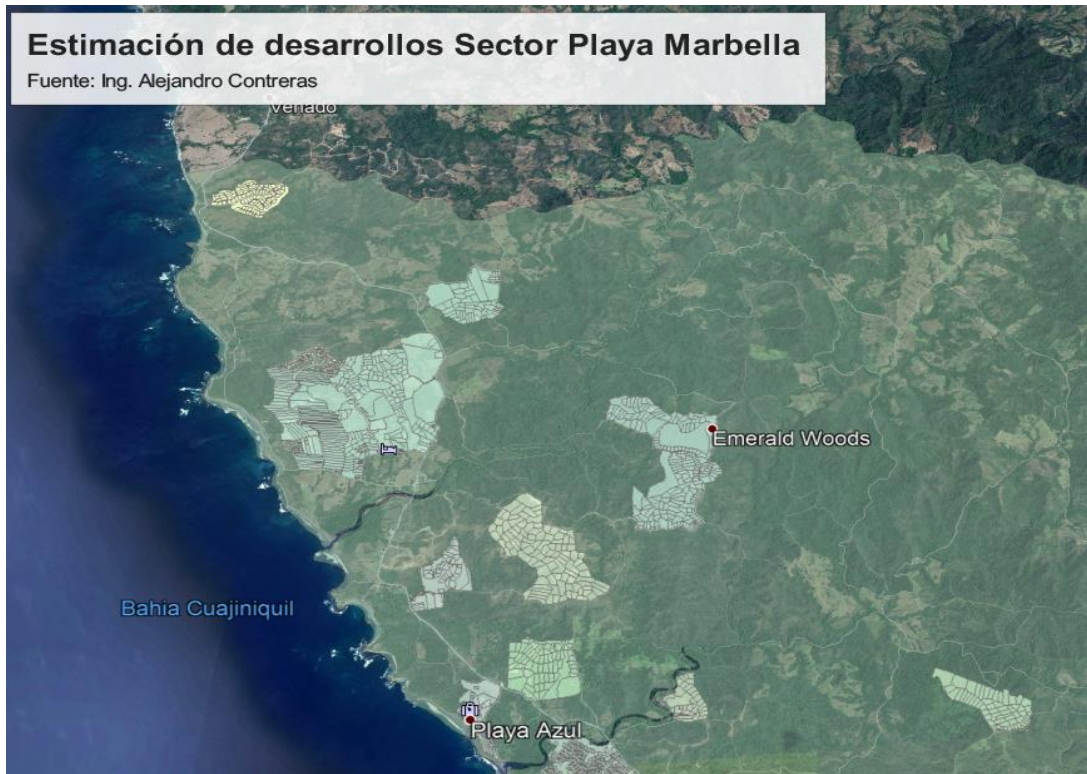 Estimación de desarrollos Sector Playa Marbella
Fuente: Ing. Alejandro Contreras
Venado
Emerald Woods
Bahia Cuajiniquil
Playa Azul